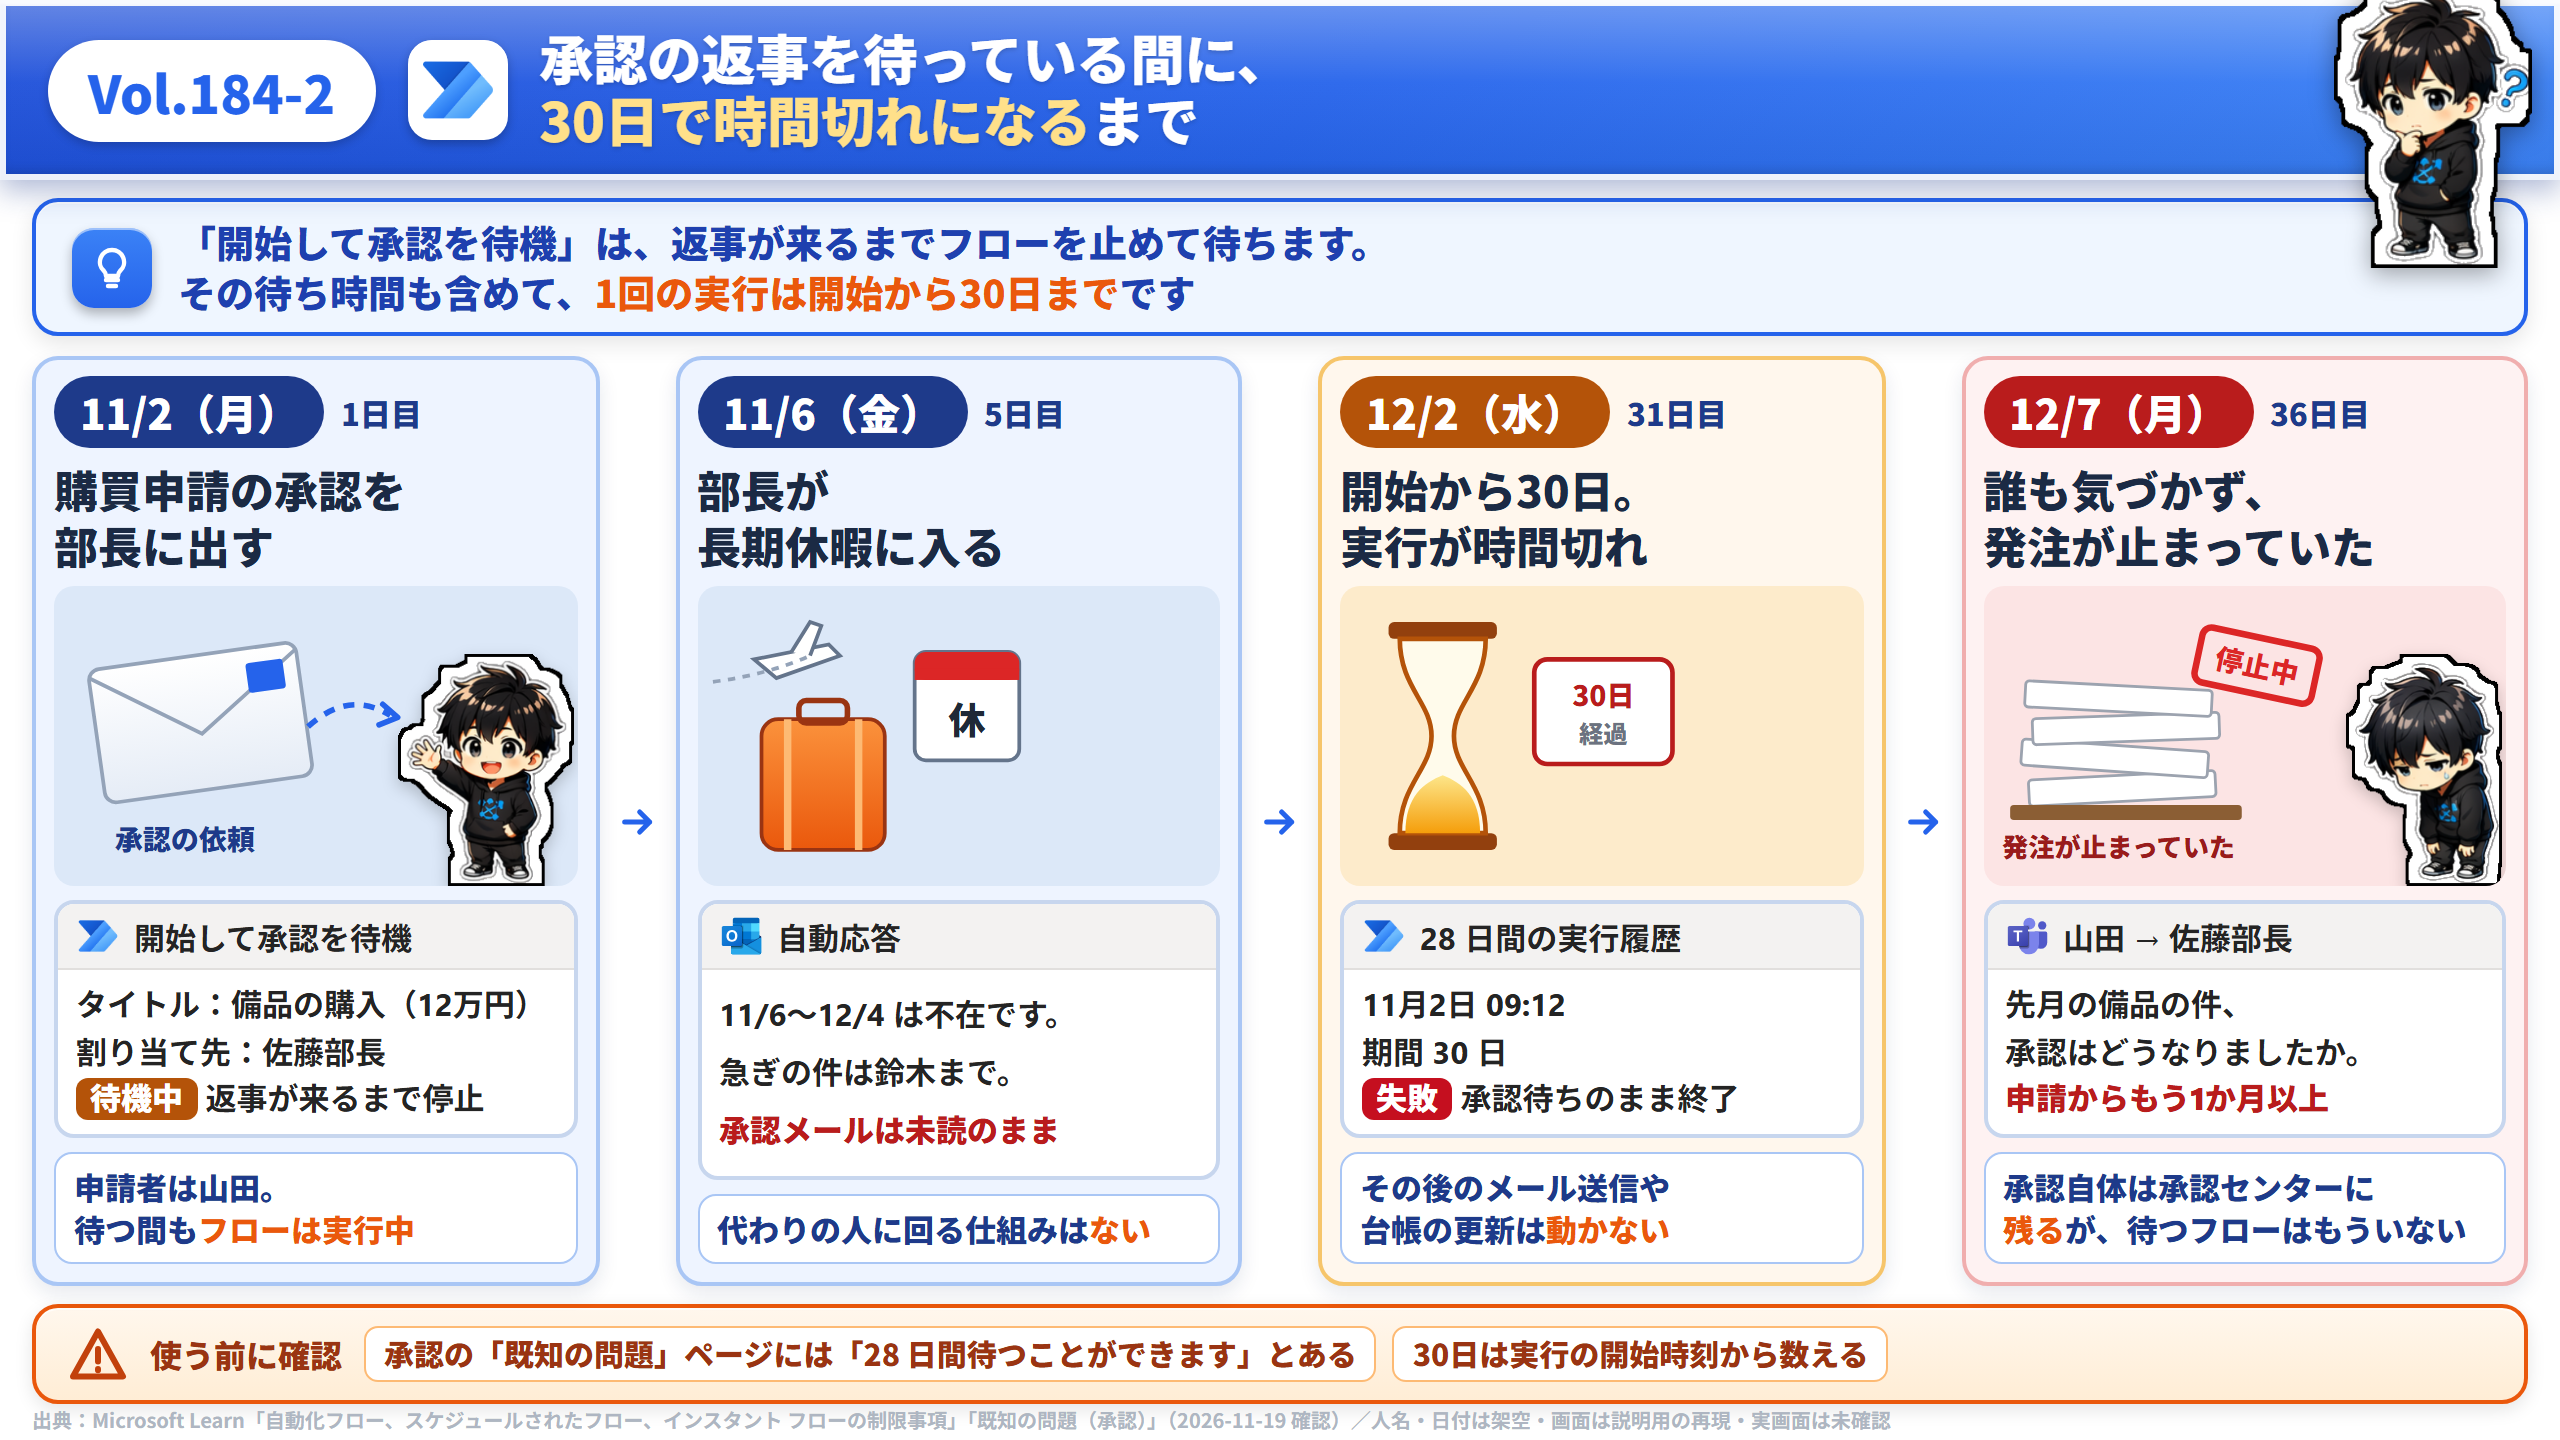 Vol.184-2
承認の返事を待っている間に、
30日で時間切れになるまで
「開始して承認を待機」は、返事が来るまでフローを止めて待ちます。
その待ち時間も含めて、1回の実行は開始から30日までです
11/2（月） 1日目
購買申請の承認を
部長に出す
承認の依頼
開始して承認を待機
タイトル：備品の購入（12万円）
割り当て先：佐藤部長
待機中 返事が来るまで停止
申請者は山田。
待つ間もフローは実行中
11/6（金） 5日目
部長が
長期休暇に入る
休
自動応答
11/6～12/4 は不在です。
急ぎの件は鈴木まで。
承認メールは未読のまま
代わりの人に回る仕組みはない
12/2（水） 31日目
開始から30日。
実行が時間切れ
30日
経過
28 日間の実行履歴
11月2日 09:12
期間 30 日
失敗 承認待ちのまま終了
その後のメール送信や
台帳の更新は動かない
12/7（月） 36日目
誰も気づかず、
発注が止まっていた
停止中
発注が止まっていた
山田 → 佐藤部長
先月の備品の件、
承認はどうなりましたか。
申請からもう1か月以上
承認自体は承認センターに
残るが、待つフローはもういない
使う前に確認
承認の「既知の問題」ページには「28 日間待つことができます」とある
30日は実行の開始時刻から数える
出典：Microsoft Learn「自動化フロー、スケジュールされたフロー、インスタント フローの制限事項」「既知の問題（承認）」（2026-11-19 確認）／人名・日付は架空・画面は説明用の再現・実画面は未確認